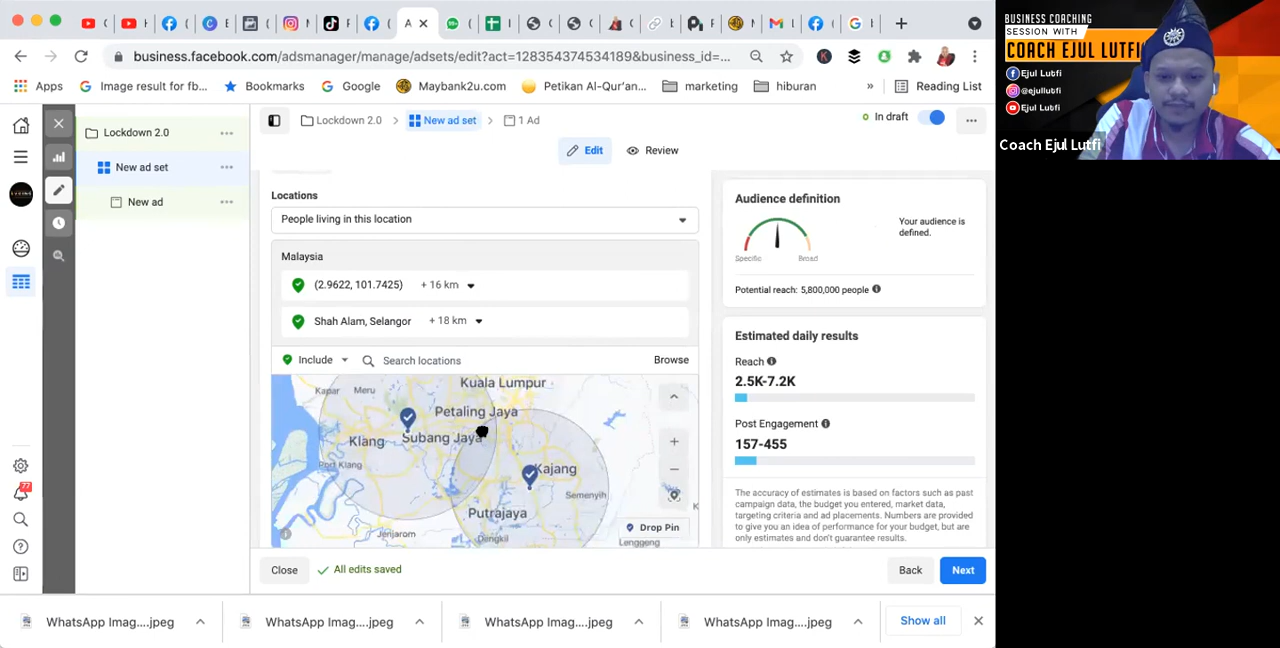 business.facebook.com/adsmanager/manage/adsets/edit?act=128354374534189&business_id=...
Apps
Image result for fb...
Bookmarks
Google
Maybank2u.com
Petikan Al-Qur'an...
marketing
hiburan
»
Reading List
Lockdown 2.0
New ad set
New ad
Lockdown 2.0
New ad set
1 Ad
In draft
Edit
Review
Locations
People living in this location
Malaysia
(2.9622, 101.7425) + 16 km
Shah Alam, Selangor + 18 km
Include
Search locations
Browse
Kuala Lumpur
Kapar
Meru
Petaling Jaya
Klang
Subang Jaya
Port Klang
Kajang
Semenyih
Putrajaya
Jenjarom
Dengkil
Lenggeng
Drop Pin
Audience definition
Specific
Broad
Your audience is
defined.
Potential reach: 5,800,000 people
Estimated daily results
Reach
2.5K-7.2K
Post Engagement
157-455
The accuracy of estimates is based on factors such as past
campaign data, the budget you entered, market data,
targeting criteria and ad placements. Numbers are provided
to give you an idea of performance for your budget, but are
only estimates and don't guarantee results.
Close
All edits saved
Back
Next
77
WhatsApp Imag....jpeg
WhatsApp Imag....jpeg
WhatsApp Imag....jpeg
WhatsApp Imag....jpeg
Show all
BUSINESS COACHING
SESSION WITH
COACH EJUL LUTFI
Ejul Lutfi
@ejullutfi
Ejul Lutfi
Coach Ejul Lutfi